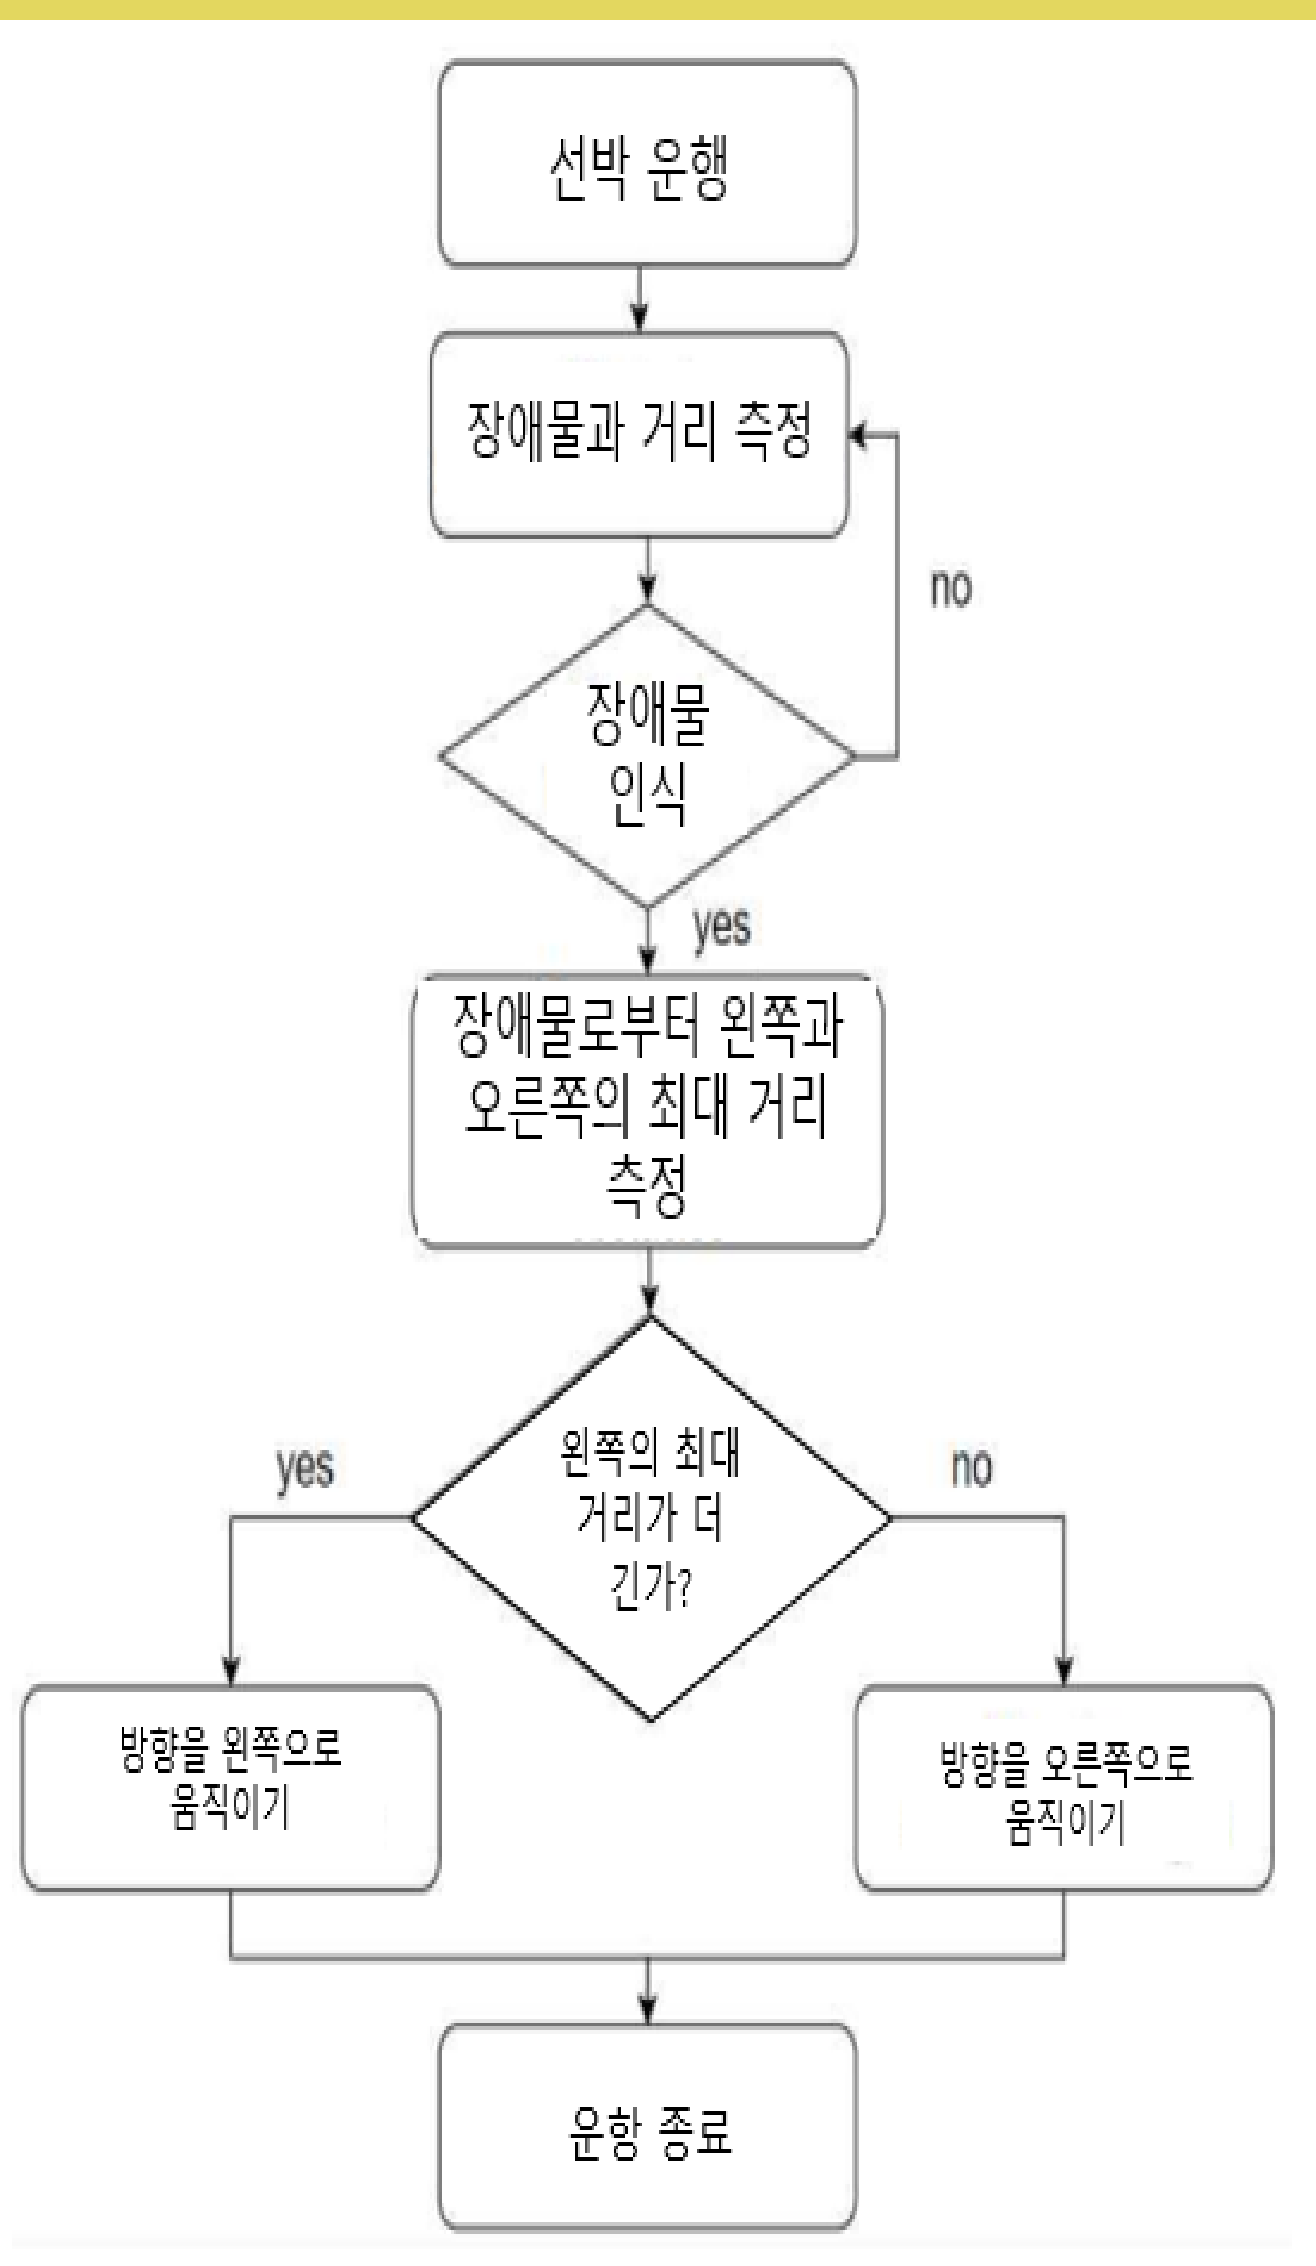 선박 운행
장애물과 거리 측정
no
장애물
인식
yes
장애물로부터 왼쪽과
오른쪽의 최대 거리
측정
왼쪽의 최대
거리가 더
긴가?
yes
no
방향을 왼쪽으로
움직이기
방향을 오른쪽으로
움직이기
운항 종료